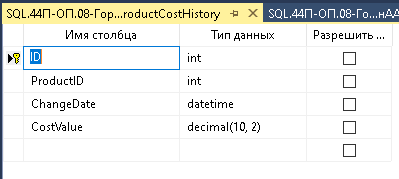 SQL.44П-ОП.08-Гор...roductCostHistory SQL.44П-ОП.08-Го...нАА
Имя столбца Тип данных Разрешить ...
ID int
ProductID int
ChangeDate datetime
CostValue decimal(10, 2)